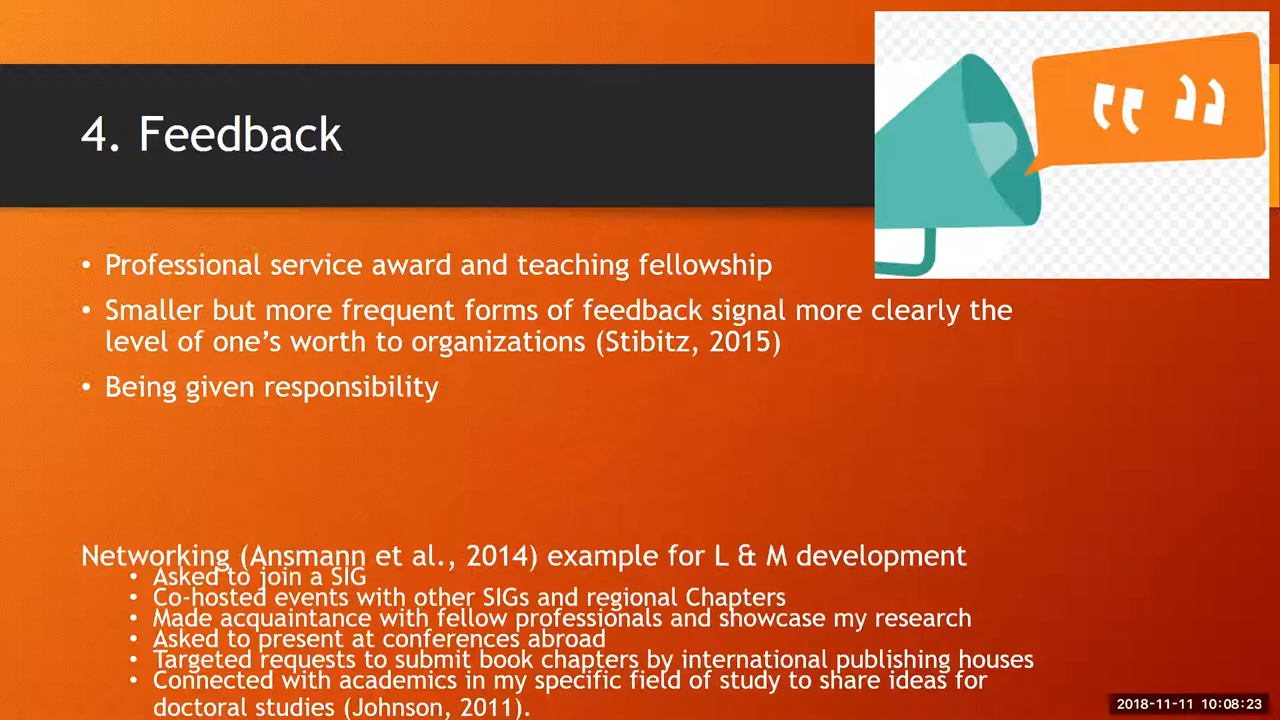 4. Feedback
• Professional service award and teaching fellowship
• Smaller but more frequent forms of feedback signal more clearly the
level of one’s worth to organizations (Stibitz, 2015)
• Being given responsibility
Networking (Ansmann et al., 2014) example for L & M development
• Asked to join a SIG
• Co-hosted events with other SIGs and regional Chapters
• Made acquaintance with fellow professionals and showcase my research
• Asked to present at conferences abroad
• Targeted requests to submit book chapters by international publishing houses
• Connected with academics in my specific field of study to share ideas for
doctoral studies (Johnson, 2011).
2018-11-11 10:08:23